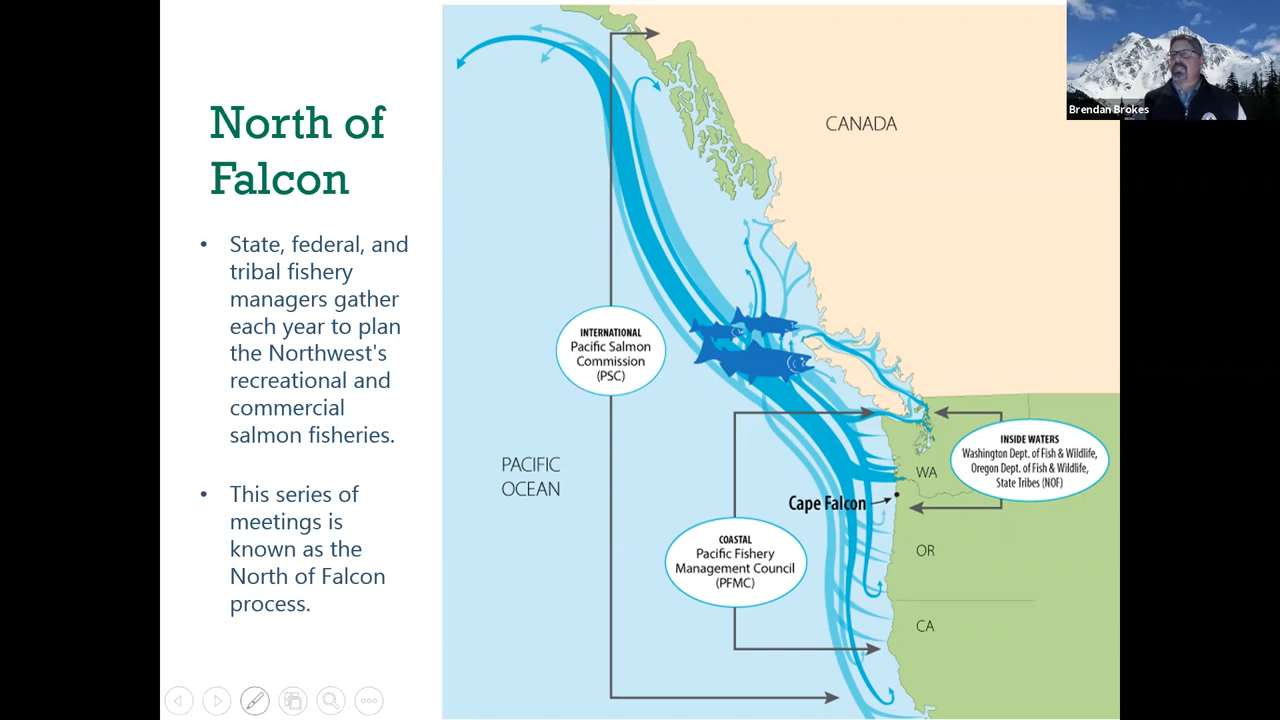 North of
Falcon
• State, federal, and
tribal fishery
managers gather
each year to plan
the Northwest's
recreational and
commercial
salmon fisheries.
• This series of
meetings is
known as the
North of Falcon
process.
CANADA
Brendan Brokes
INTERNATIONAL
Pacific Salmon
Commission
(PSC)
PACIFIC
OCEAN
INSIDE WATERS
Washington Dept. of Fish & Wildlife,
Oregon Dept. of Fish & Wildlife,
State Tribes (NOF)
WA
Cape Falcon
COASTAL
Pacific Fishery
Management Council
(PFMC)
OR
CA